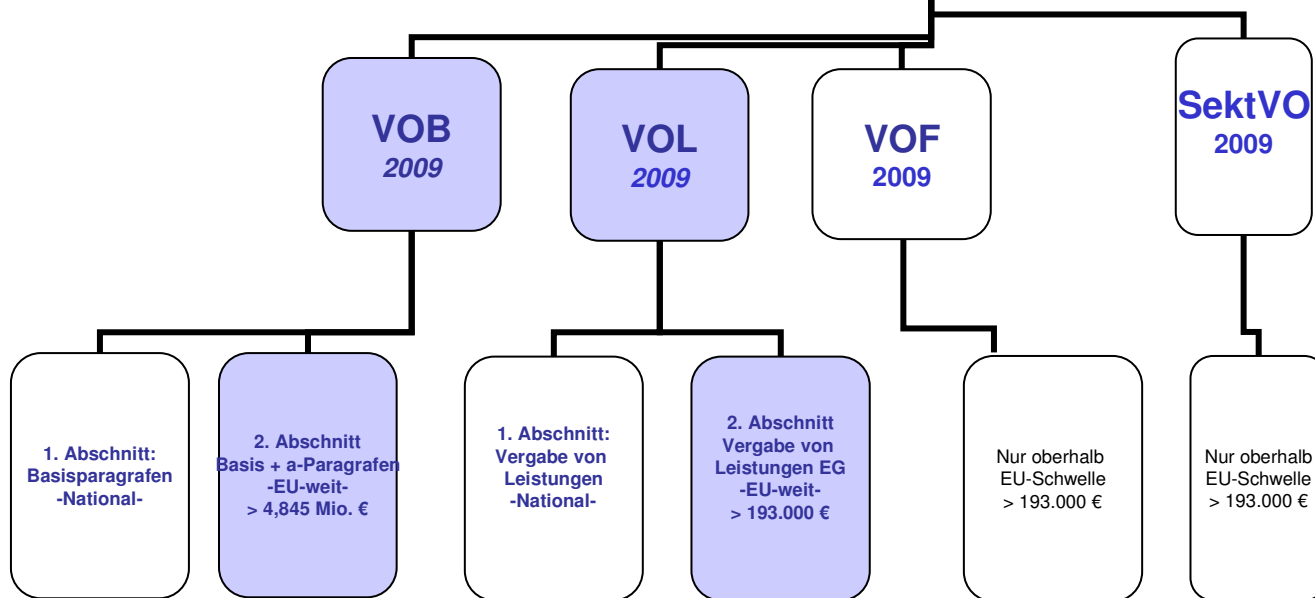 VOB
2009
VOL
2009
VOF
2009
SektVO
2009
1. Abschnitt:
Basisparagrafen
-National-
2. Abschnitt
Basis + a-Paragrafen
-EU-weit-
> 4,845 Mio. €
1. Abschnitt:
Vergabe von
Leistungen
-National-
2. Abschnitt
Vergabe von
Leistungen EG
-EU-weit-
> 193.000 €
Nur oberhalb
EU-Schwelle
> 193.000 €
Nur oberhalb
EU-Schwelle
> 193.000 €